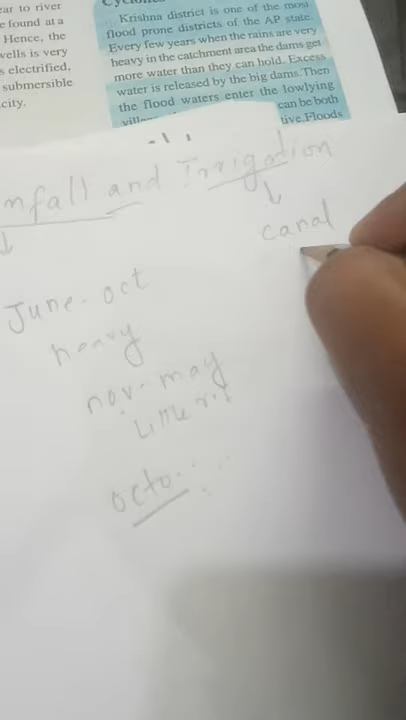 ear to river
e found at a
Hence, the
wells is very
s electrified,
submersible
city.
Krishna district is one of the most
flood prone districts of the AP state.
Every few years when the rains are very
heavy in the catchment area the dams get
more water than they can hold. Excess
water is released by the big dams. Then
the flood waters enter the lowlying
can be both
tive. Floods
nfall and Irrigation
June. oct
heavy
nov- may
Little
octo..
canal